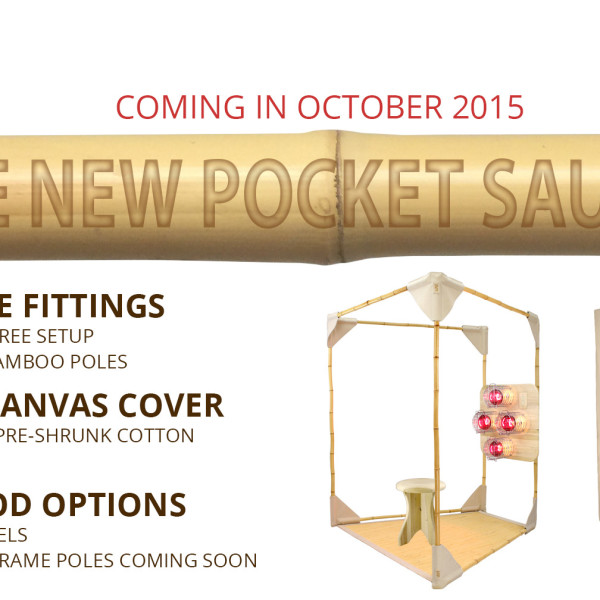 COMING IN OCTOBER 2015
E NEW POCKET SAU
E FITTINGS
REE SETUP
AMBOO POLES
ANVAS COVER
PRE-SHRUNK COTTON
OD OPTIONS
ELS
RAME POLES COMING SOON